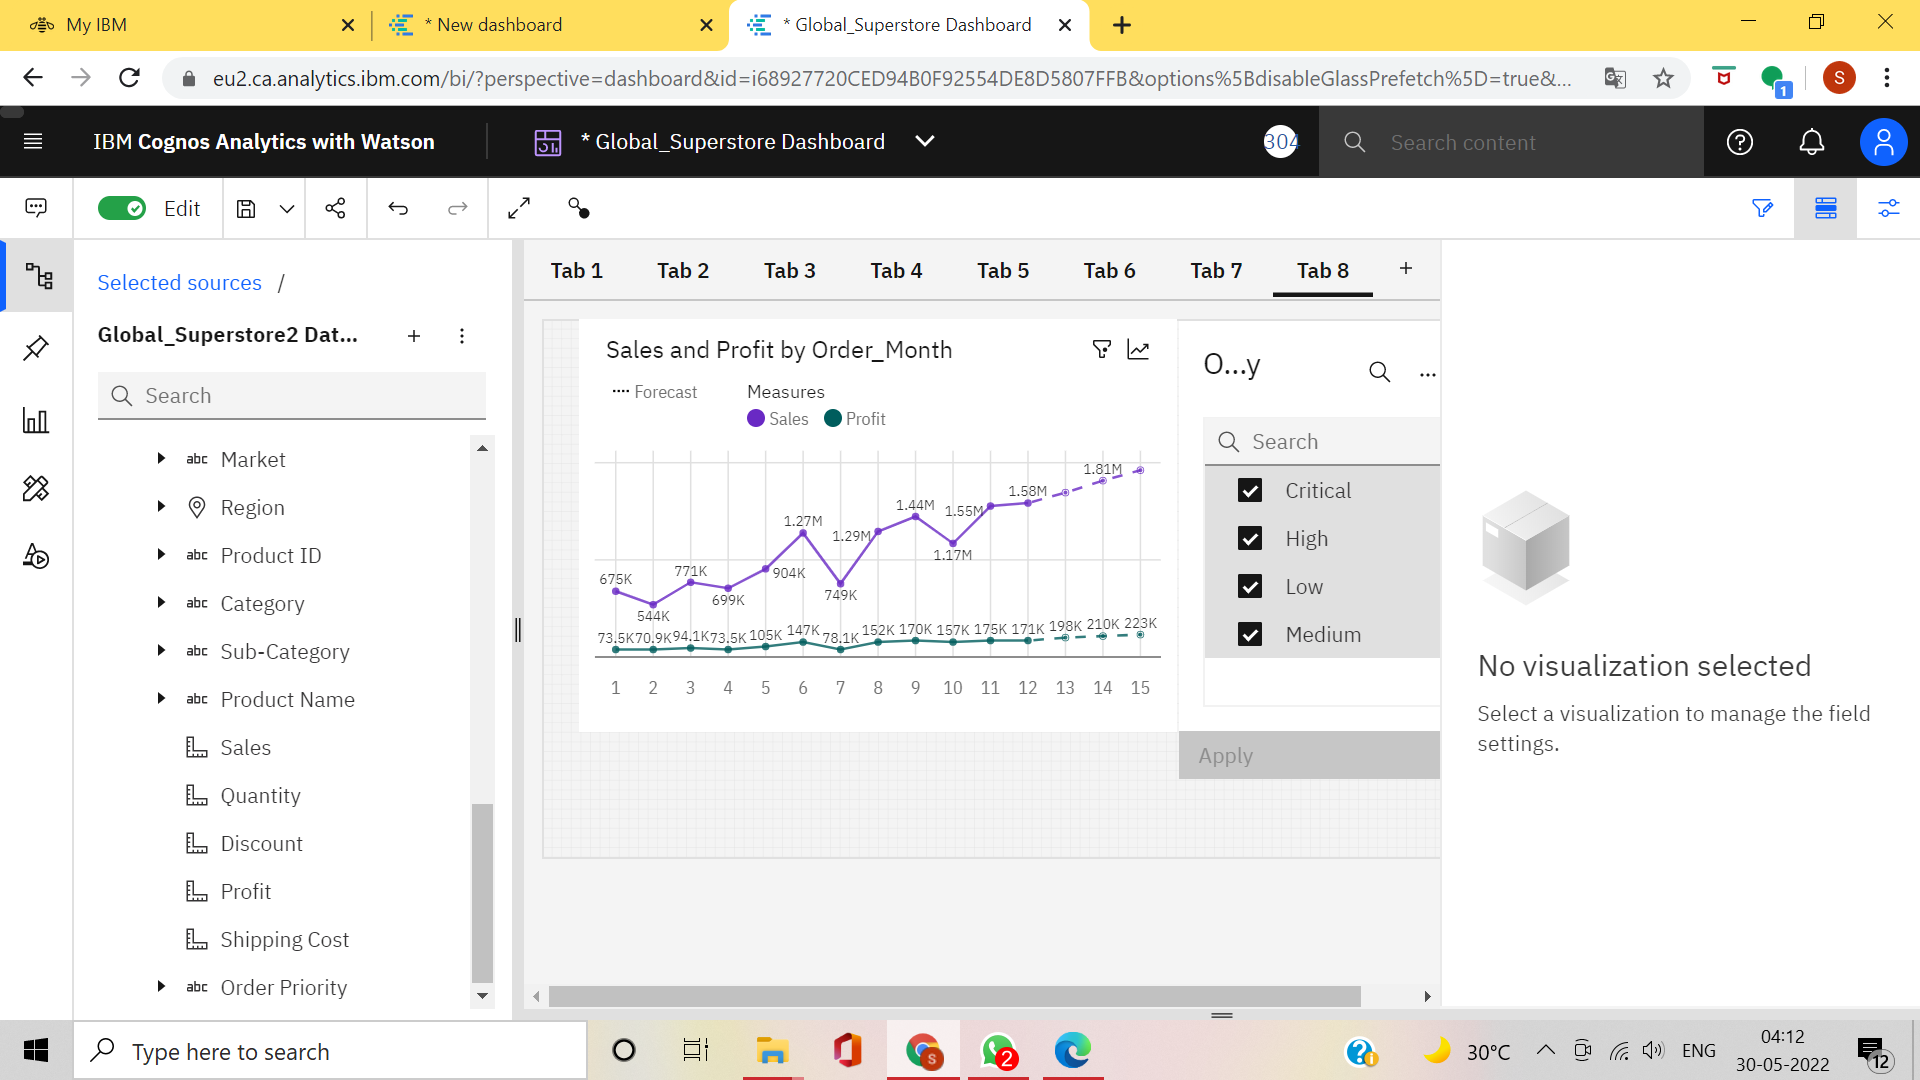 My IBM
* New dashboard
* Global_Superstore Dashboard
eu2.ca.analytics.ibm.com/bi/?perspective=dashboard&id=i68927720CED94B0F92554DE8D5807FFB&options%5BdisableGlassPrefetch%5D=true&...
S
1
IBM Cognos Analytics with Watson
* Global_Superstore Dashboard
304
Search content
Edit
Selected sources /
Global_Superstore2 Dat...
Search
abc Market
Region
abc Product ID
abc Category
abc Sub-Category
abc Product Name
Sales
Quantity
Discount
Profit
Shipping Cost
abc Order Priority
Tab 1 Tab 2 Tab 3 Tab 4 Tab 5 Tab 6 Tab 7 Tab 8 +
Sales and Profit by Order_Month
Forecast
Measures
Sales Profit
675K 544K 771K 699K 904K 1.27M 749K 1.29M 1.44M 1.17M 1.55M 1.58M 1.81M
73.5K 70.9K 94.1K 73.5K 105K 147K 78.1K 152K 170K 157K 175K 171K 198K 210K 223K
1 2 3 4 5 6 7 8 9 10 11 12 13 14 15
O...y
Search
Critical
High
Low
Medium
Apply
No visualization selected
Select a visualization to manage the field
settings.
Type here to search
S
2
30°C
ENG
04:12
30-05-2022
12